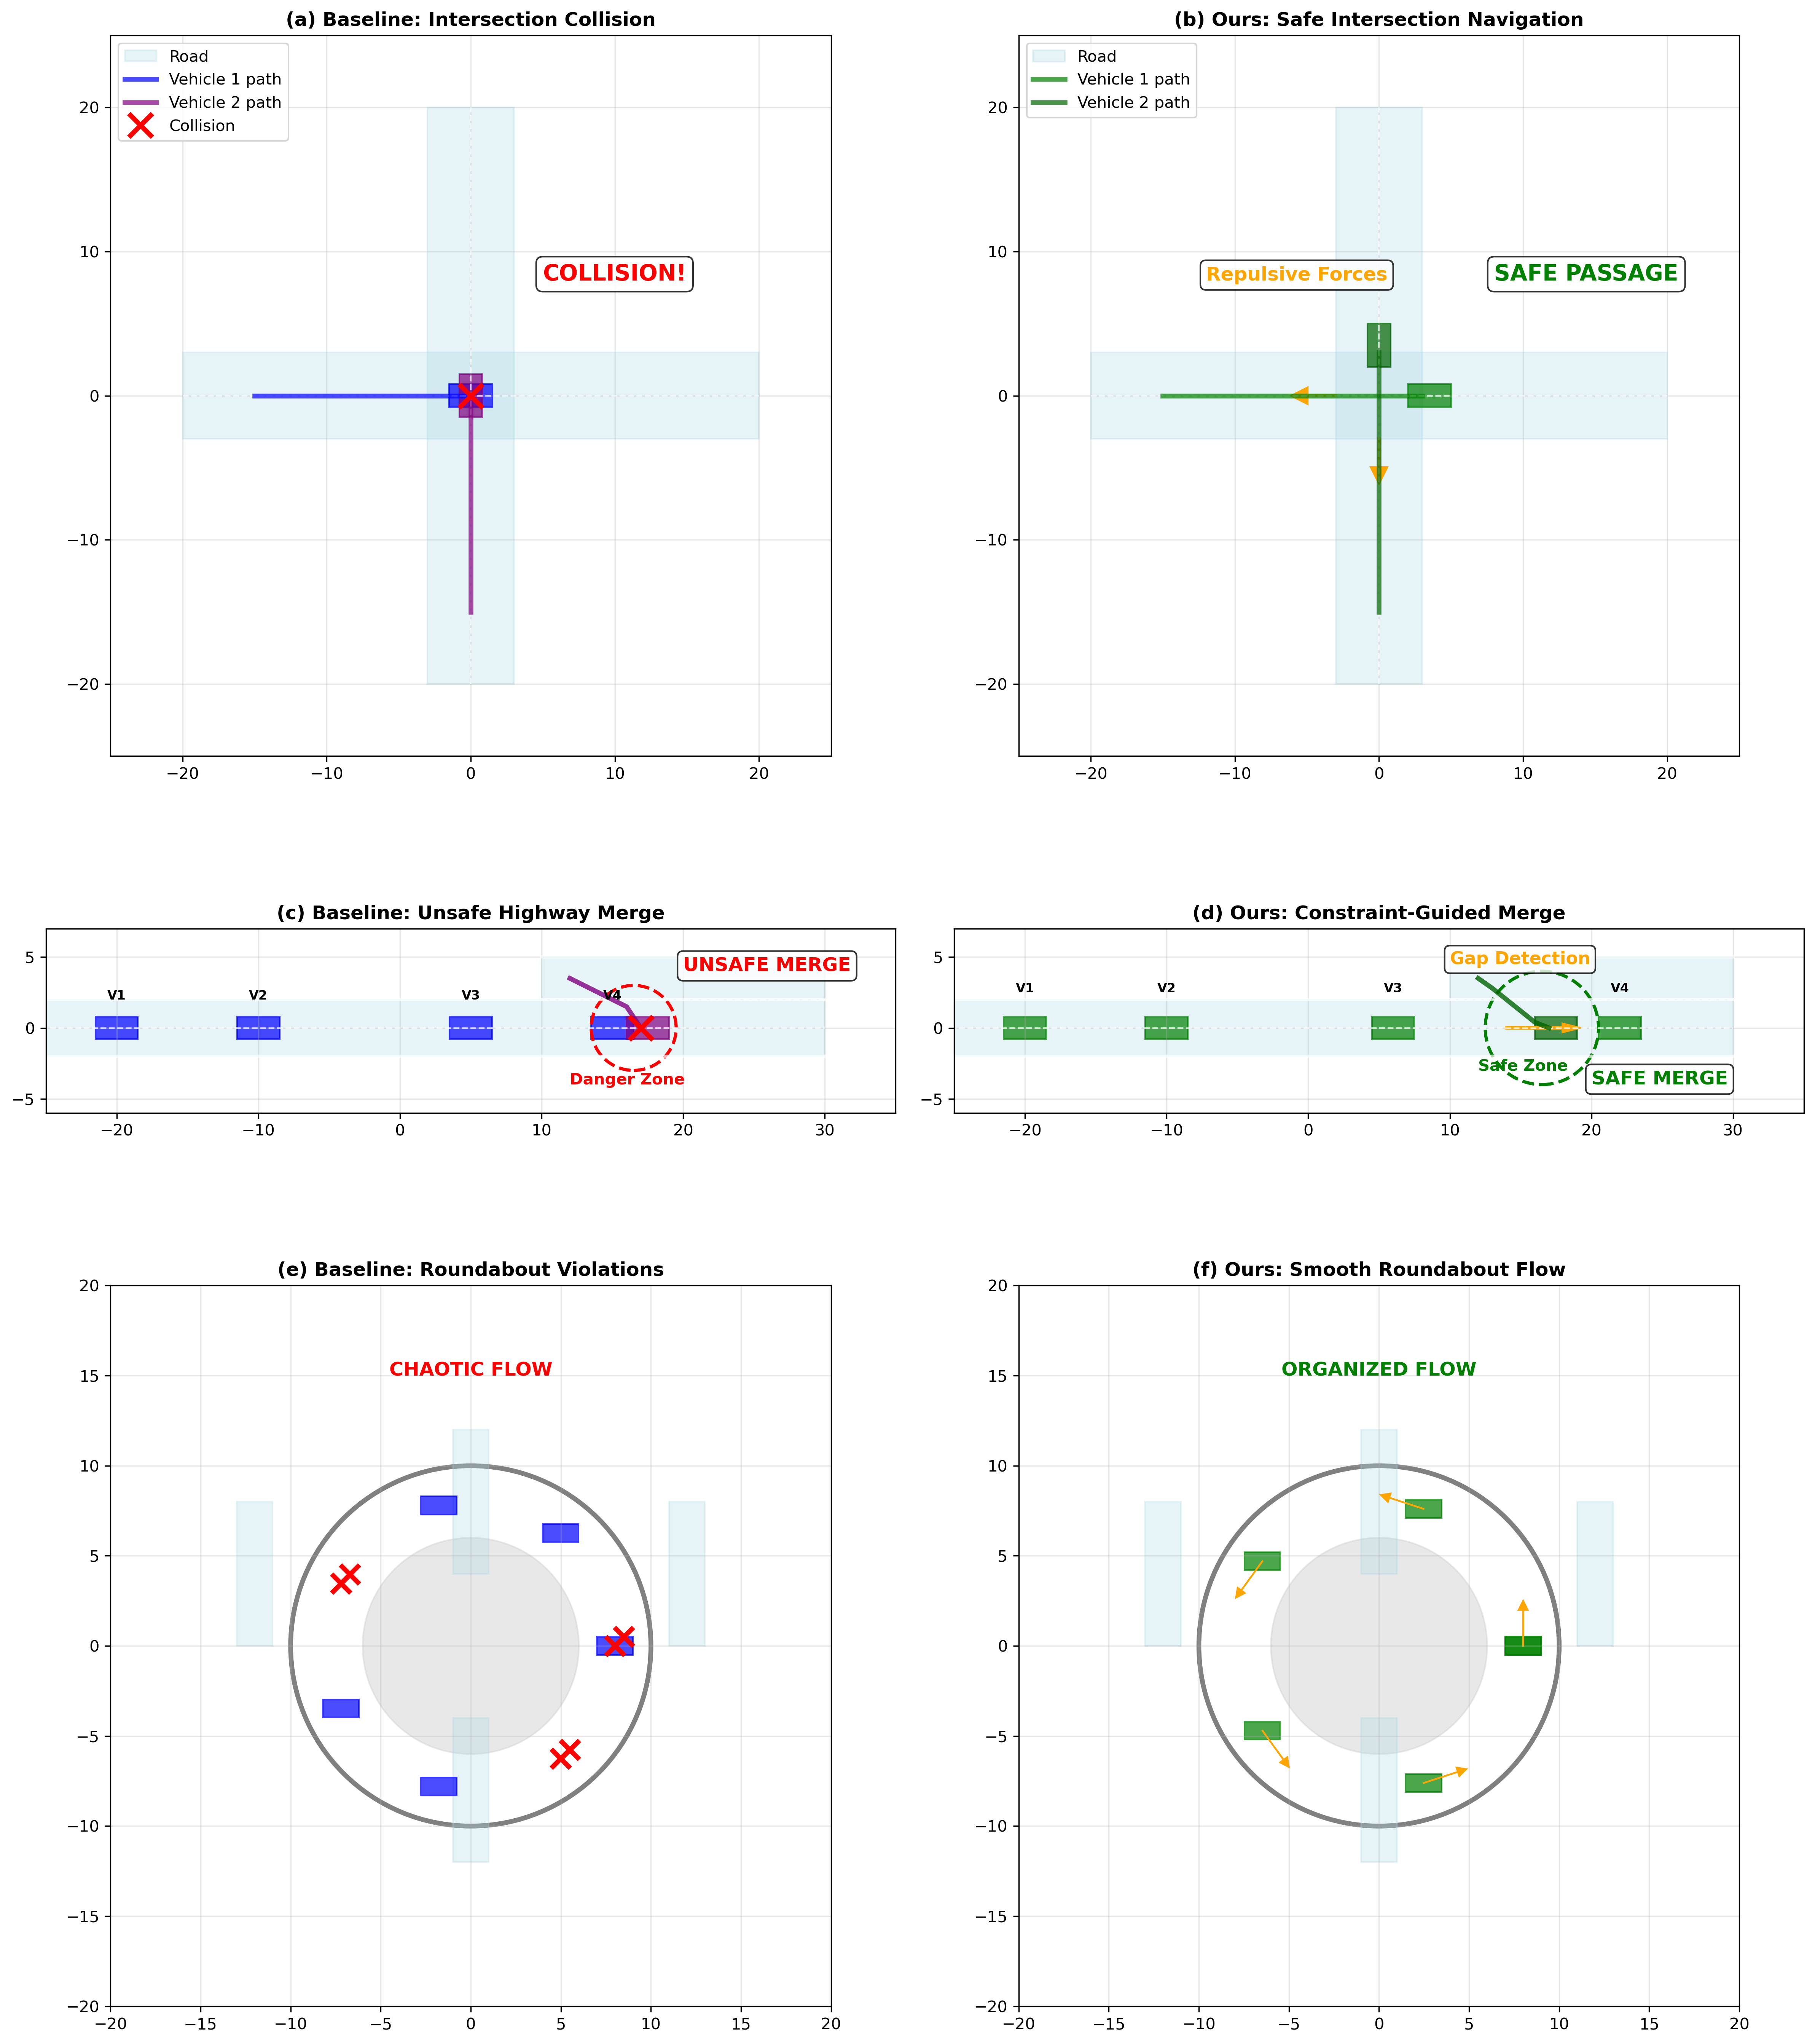 (a) Baseline: Intersection Collision
Road
Vehicle 1 path
Vehicle 2 path
Collision
COLLISION!
20
10
0
−10
−20
−20 −10 0 10 20
(b) Ours: Safe Intersection Navigation
Road
Vehicle 1 path
Vehicle 2 path
Repulsive Forces
SAFE PASSAGE
20
10
0
−10
−20
−20 −10 0 10 20
(c) Baseline: Unsafe Highway Merge
UNSAFE MERGE
V1 V2 V3 V4
Danger Zone
5
0
−5
−20 −10 0 10 20 30
(d) Ours: Constraint-Guided Merge
Gap Detection
V1 V2 V3 V4
Safe Zone
SAFE MERGE
5
0
−5
−20 −10 0 10 20 30
(e) Baseline: Roundabout Violations
CHAOTIC FLOW
20
15
10
5
0
−5
−10
−15
−20
−20 −15 −10 −5 0 5 10 15 20
(f) Ours: Smooth Roundabout Flow
ORGANIZED FLOW
20
15
10
5
0
−5
−10
−15
−20
−20 −15 −10 −5 0 5 10 15 20